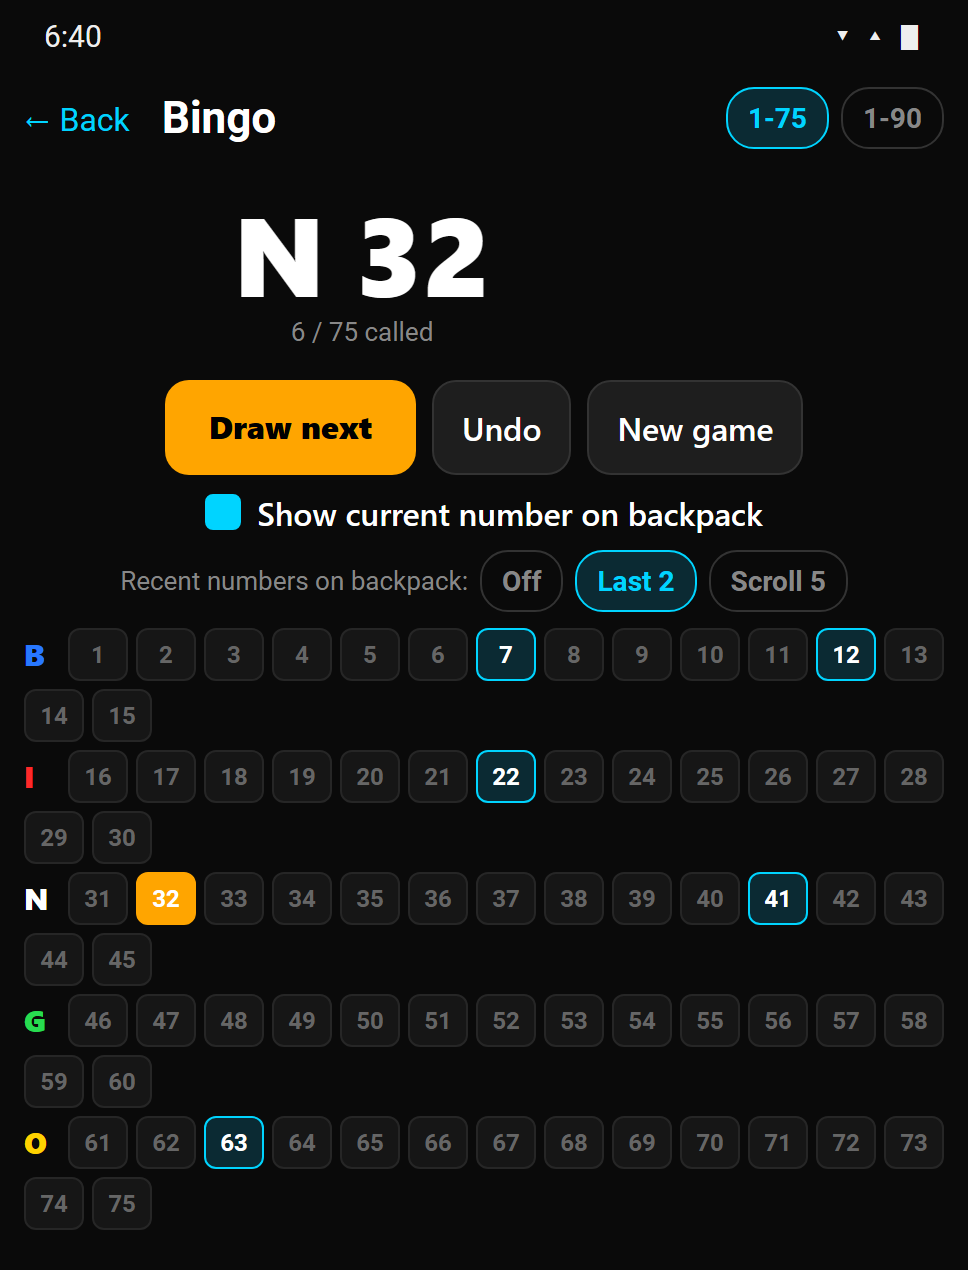 6:40
← Back Bingo 1-75 1-90
N 32
6 / 75 called
Draw next Undo New game
Show current number on backpack
Recent numbers on backpack: Off Last 2 Scroll 5
B 1 2 3 4 5 6 7 8 9 10 11 12 13
14 15
I 16 17 18 19 20 21 22 23 24 25 26 27 28
29 30
N 31 32 33 34 35 36 37 38 39 40 41 42 43
44 45
G 46 47 48 49 50 51 52 53 54 55 56 57 58
59 60
O 61 62 63 64 65 66 67 68 69 70 71 72 73
74 75